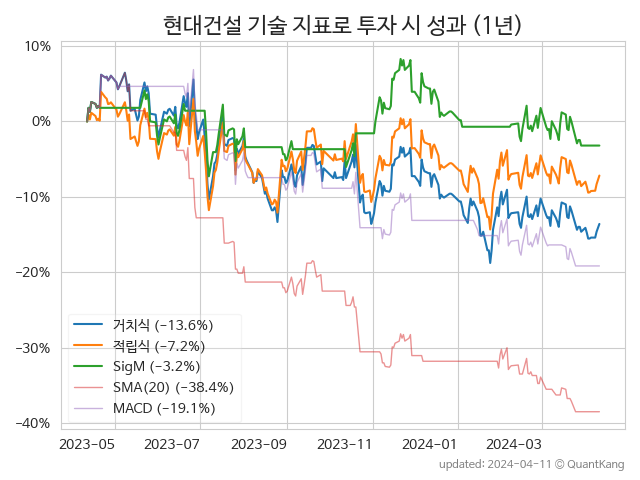 현대건설 기술 지표로 투자 시 성과 (1년)
10%
0%
−10%
−20%
−30%
−40%
거치식 (−13.6%)
적립식 (−7.2%)
SigM (−3.2%)
SMA(20) (−38.4%)
MACD (−19.1%)
2023−05 2023−07 2023−09 2023−11 2024−01 2024−03
updated: 2024−04−11 © QuantKang